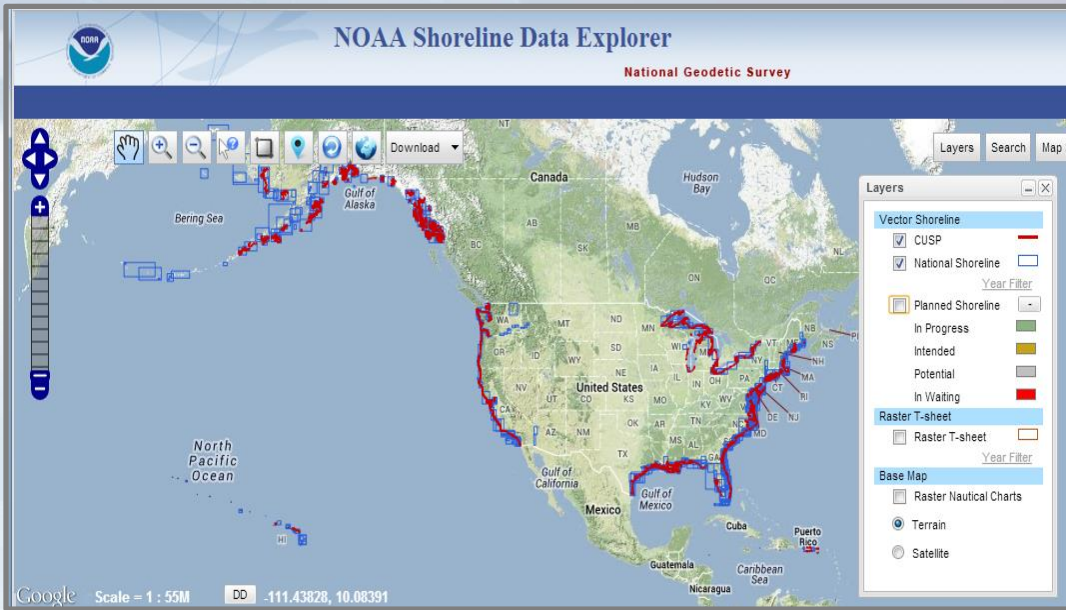 NOAA
NOAA Shoreline Data Explorer
National Geodetic Survey
Download
Layers
Search
Map
NT
Canada
Hudson Bay
Gulf of Alaska
Bering Sea
AB
MB
BC
SK
ON
QC
NL
NB
NS
WA
MT
ND
MN
OR
ID
SD
WI
VT
ME
NH
WY
NE
IA
MI
NY
MA
NV
IL
IN
OH
PA
CT
RI
UT
CO
KS
MO
KY
WV
DE
NJ
MD
United States
CA
AZ
NM
OK
AR
TN
MS
AL
GA
TX
North
Pacific
Ocean
Gulf of
California
Gulf of
Mexico
Mexico
HI
Cuba
Puerto
Rico
Guatemala
Caribbean
Sea
Nicaragua
Layers
Vector Shoreline
CUSP
National Shoreline
Year Filter
Planned Shoreline
In Progress
Intended
Potential
In Waiting
Raster T-sheet
Raster T-sheet
Year Filter
Base Map
Raster Nautical Charts
Terrain
Satellite
Google
Scale = 1 : 55M
DD
-111.43828, 10.08391